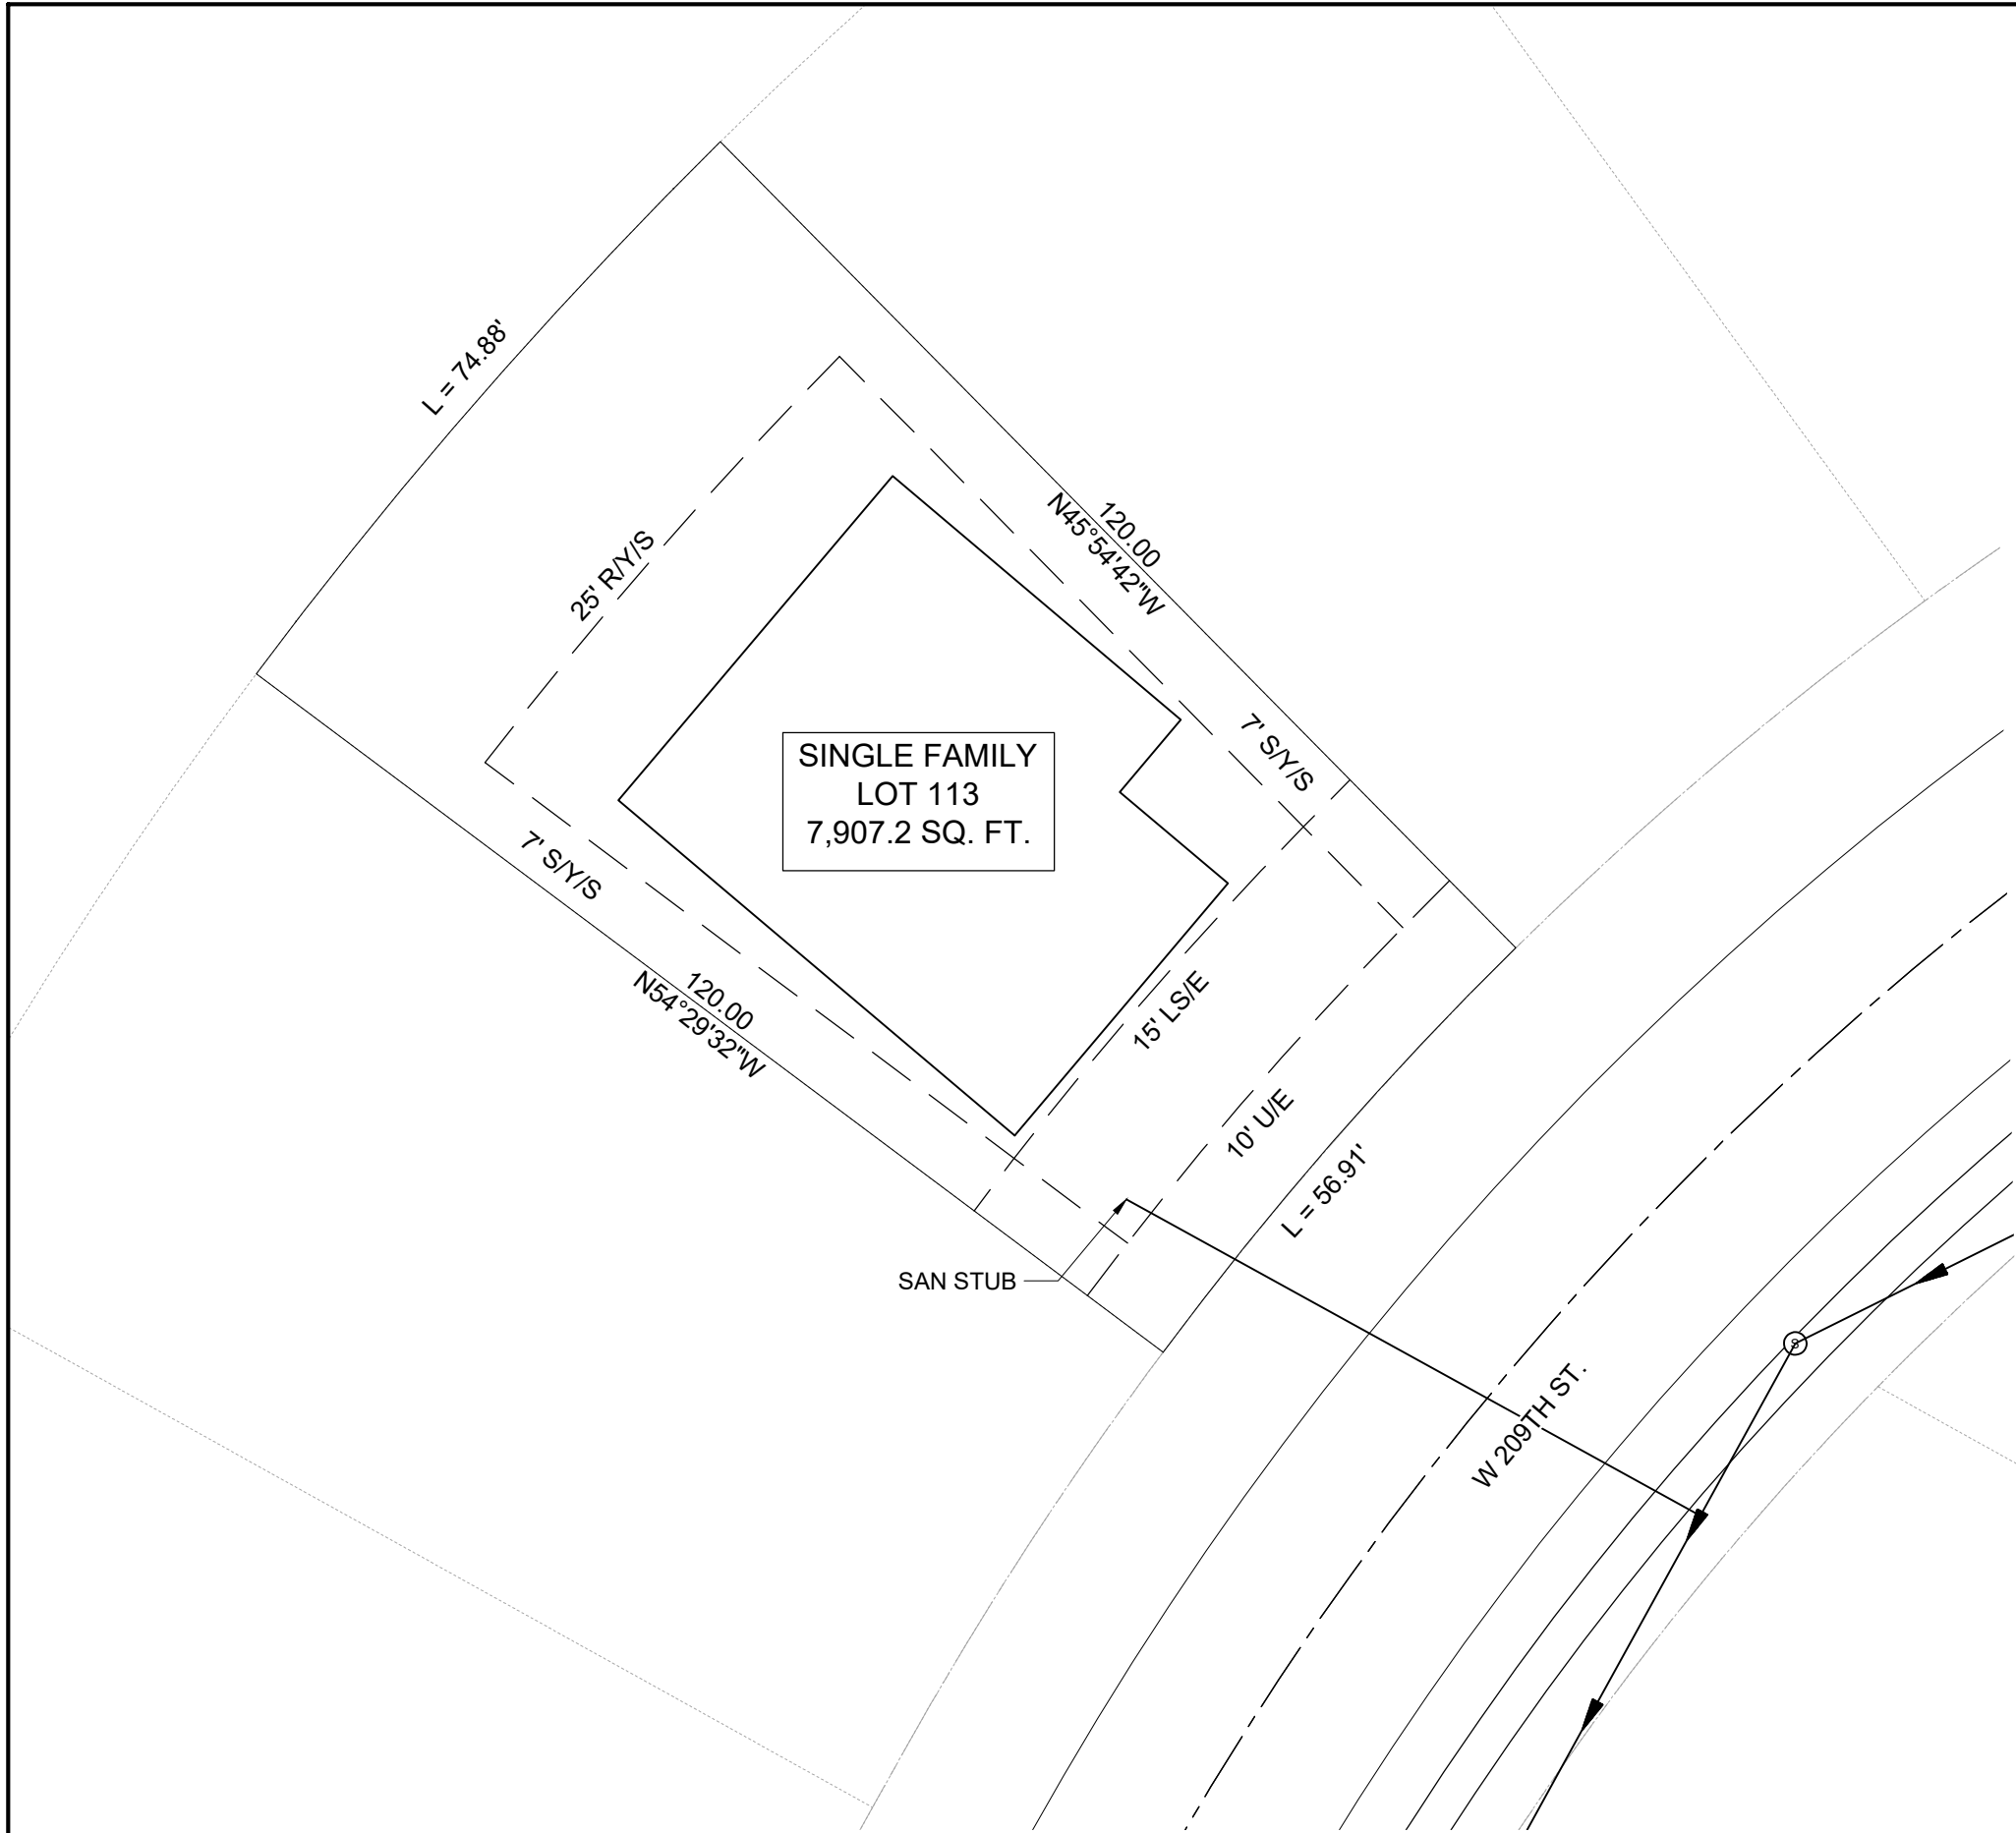 L = 74.88'
120.00
N45°54'42"W
25' R/Y/S
7' S/Y/S
SINGLE FAMILY
LOT 113
7,907.2 SQ. FT.
7' S/Y/S
120.00
N54°29'32"W
15' LS/E
10' U/E
L = 56.91'
SAN STUB
W 209TH ST.
S